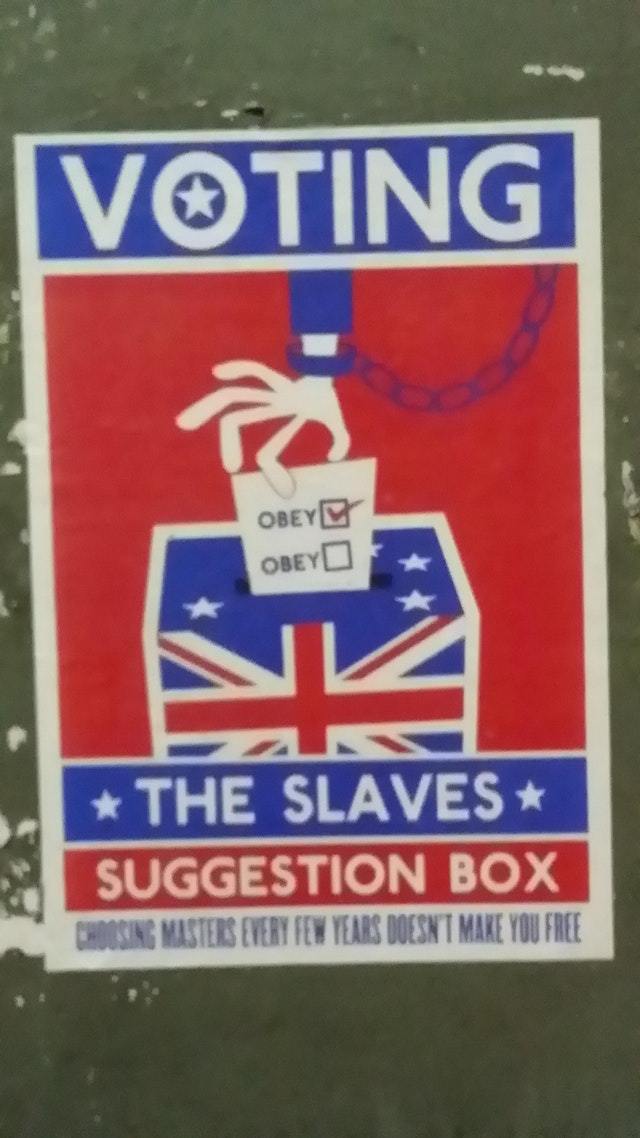 VOTING
OBEY
OBEY
THE SLAVES
SUGGESTION BOX
CHOOSING MASTERS EVERY FEW YEARS DOESN'T MAKE YOU FREE